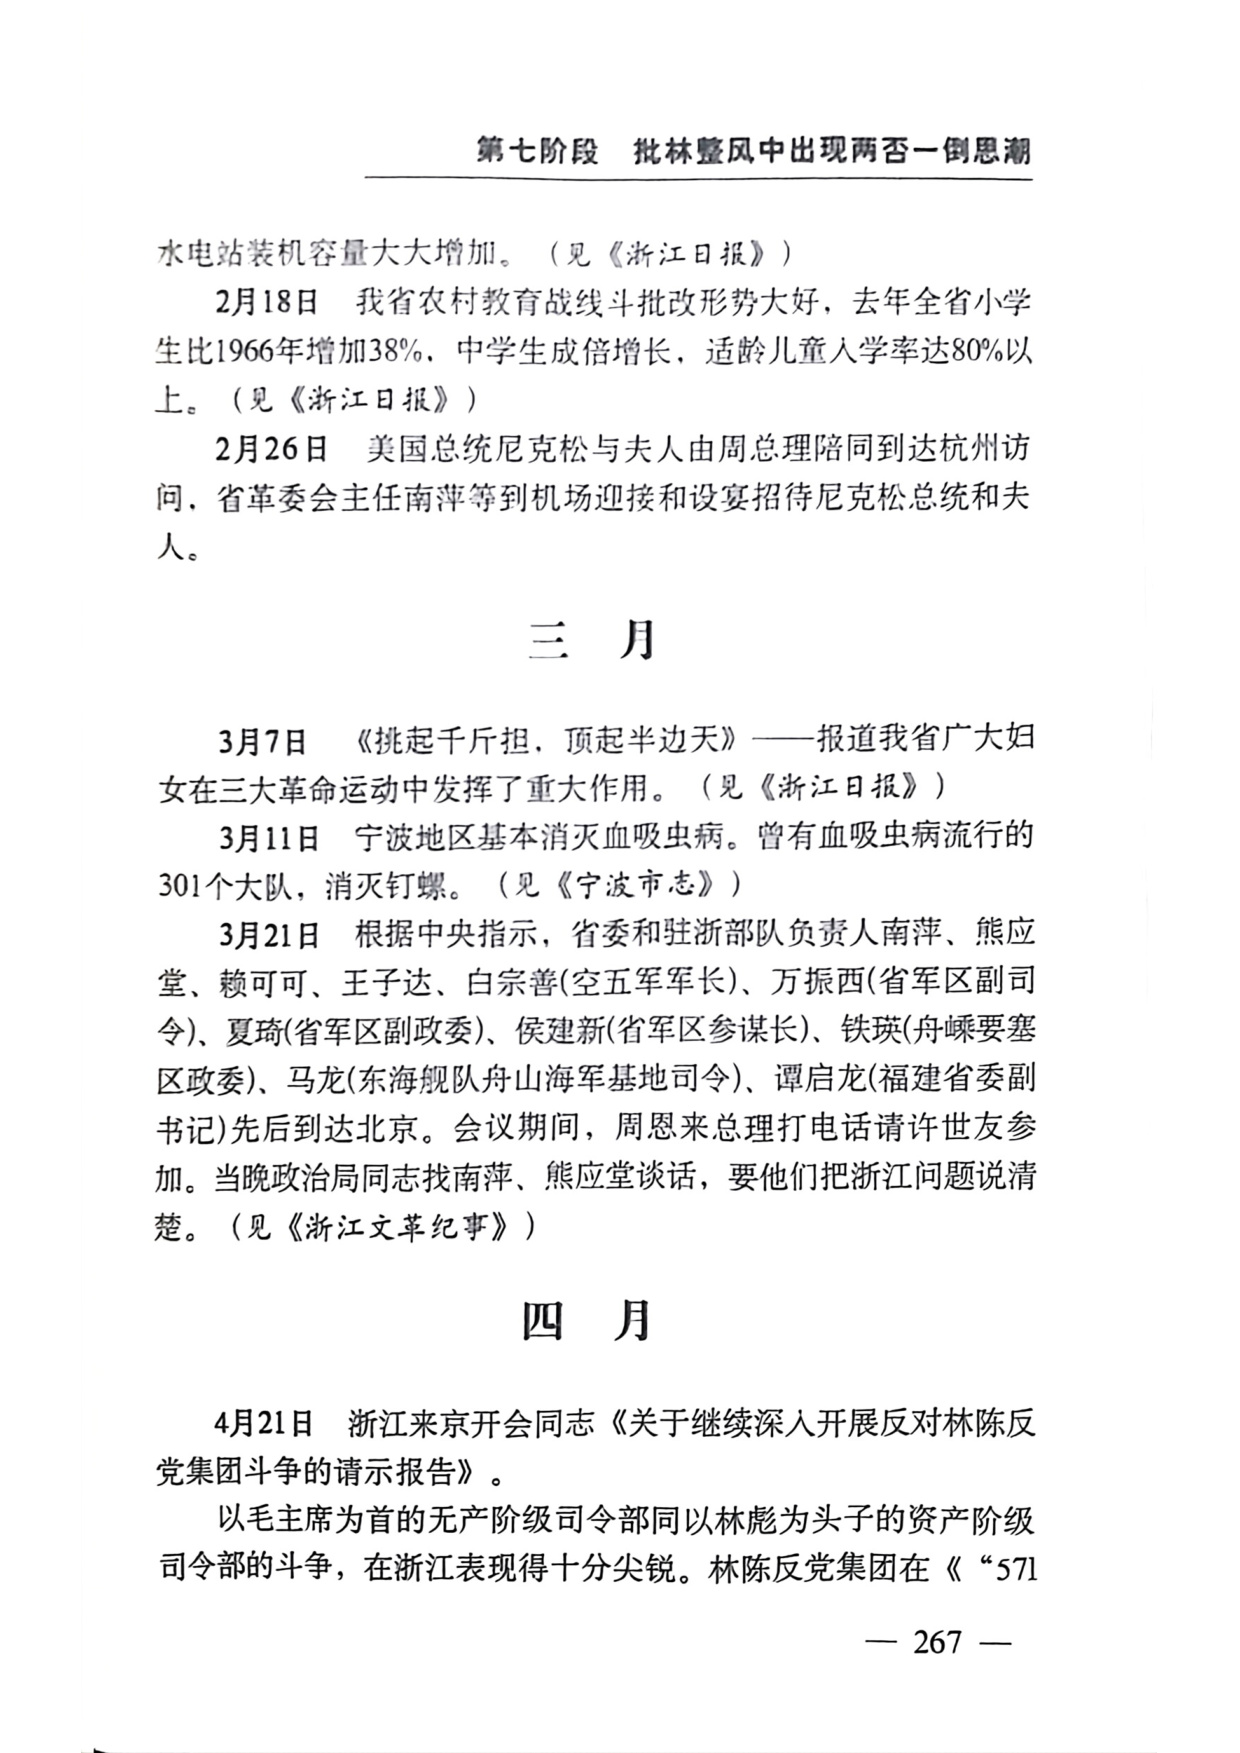 第七阶段　批林整风中出现两否一倒思潮
水电站装机容量大大增加。（见《浙江日报》）
2月18日　我省农村教育战线斗批改形势大好，去年全省小学
生比1966年增加38%，中学生成倍增长，适龄儿童入学率达80%以
上。（见《浙江日报》）
2月26日　美国总统尼克松与夫人由周总理陪同到达杭州访
问，省革委会主任南萍等到机场迎接和设宴招待尼克松总统和夫
人。
三　月
3月7日　《挑起千斤担，顶起半边天》——报道我省广大妇
女在三大革命运动中发挥了重大作用。（见《浙江日报》）
3月11日　宁波地区基本消灭血吸虫病。曾有血吸虫病流行的
301个大队，消灭钉螺。（见《宁波市志》）
3月21日　根据中央指示，省委和驻浙部队负责人南萍、熊应
堂、赖可可、王子达、白宗善(空五军军长)、万振西(省军区副司
令)、夏琦(省军区副政委)、侯建新(省军区参谋长)、铁瑛(舟嵊要塞
区政委)、马龙(东海舰队舟山海军基地司令)、谭启龙(福建省委副
书记)先后到达北京。会议期间，周恩来总理打电话请许世友参
加。当晚政治局同志找南萍、熊应堂谈话，要他们把浙江问题说清
楚。（见《浙江文革纪事》）
四　月
4月21日　浙江来京开会同志《关于继续深入开展反对林陈反
党集团斗争的请示报告》。
以毛主席为首的无产阶级司令部同以林彪为头子的资产阶级
司令部的斗争，在浙江表现得十分尖锐。林陈反党集团在《“571
— 267 —